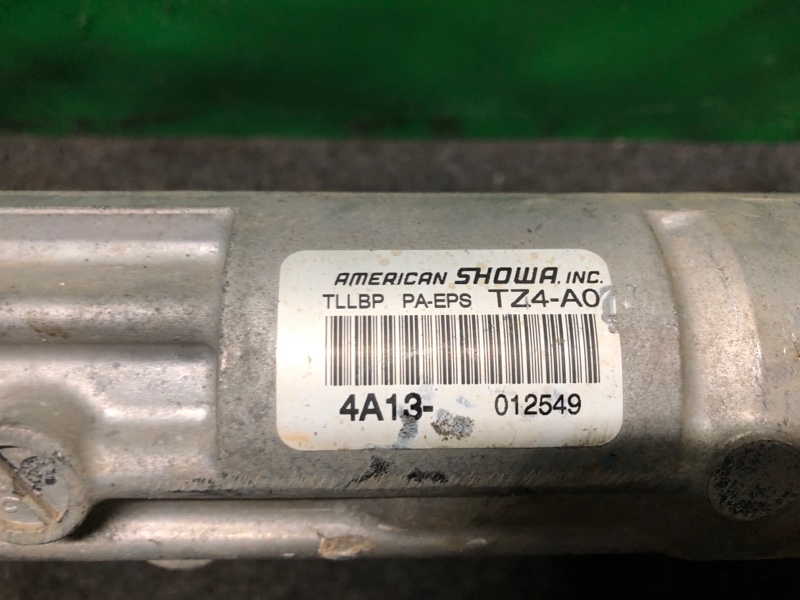 AMERICAN SHOWA, INC.
TLLBP PA-EPS TZ4-A0
4A13- 012549